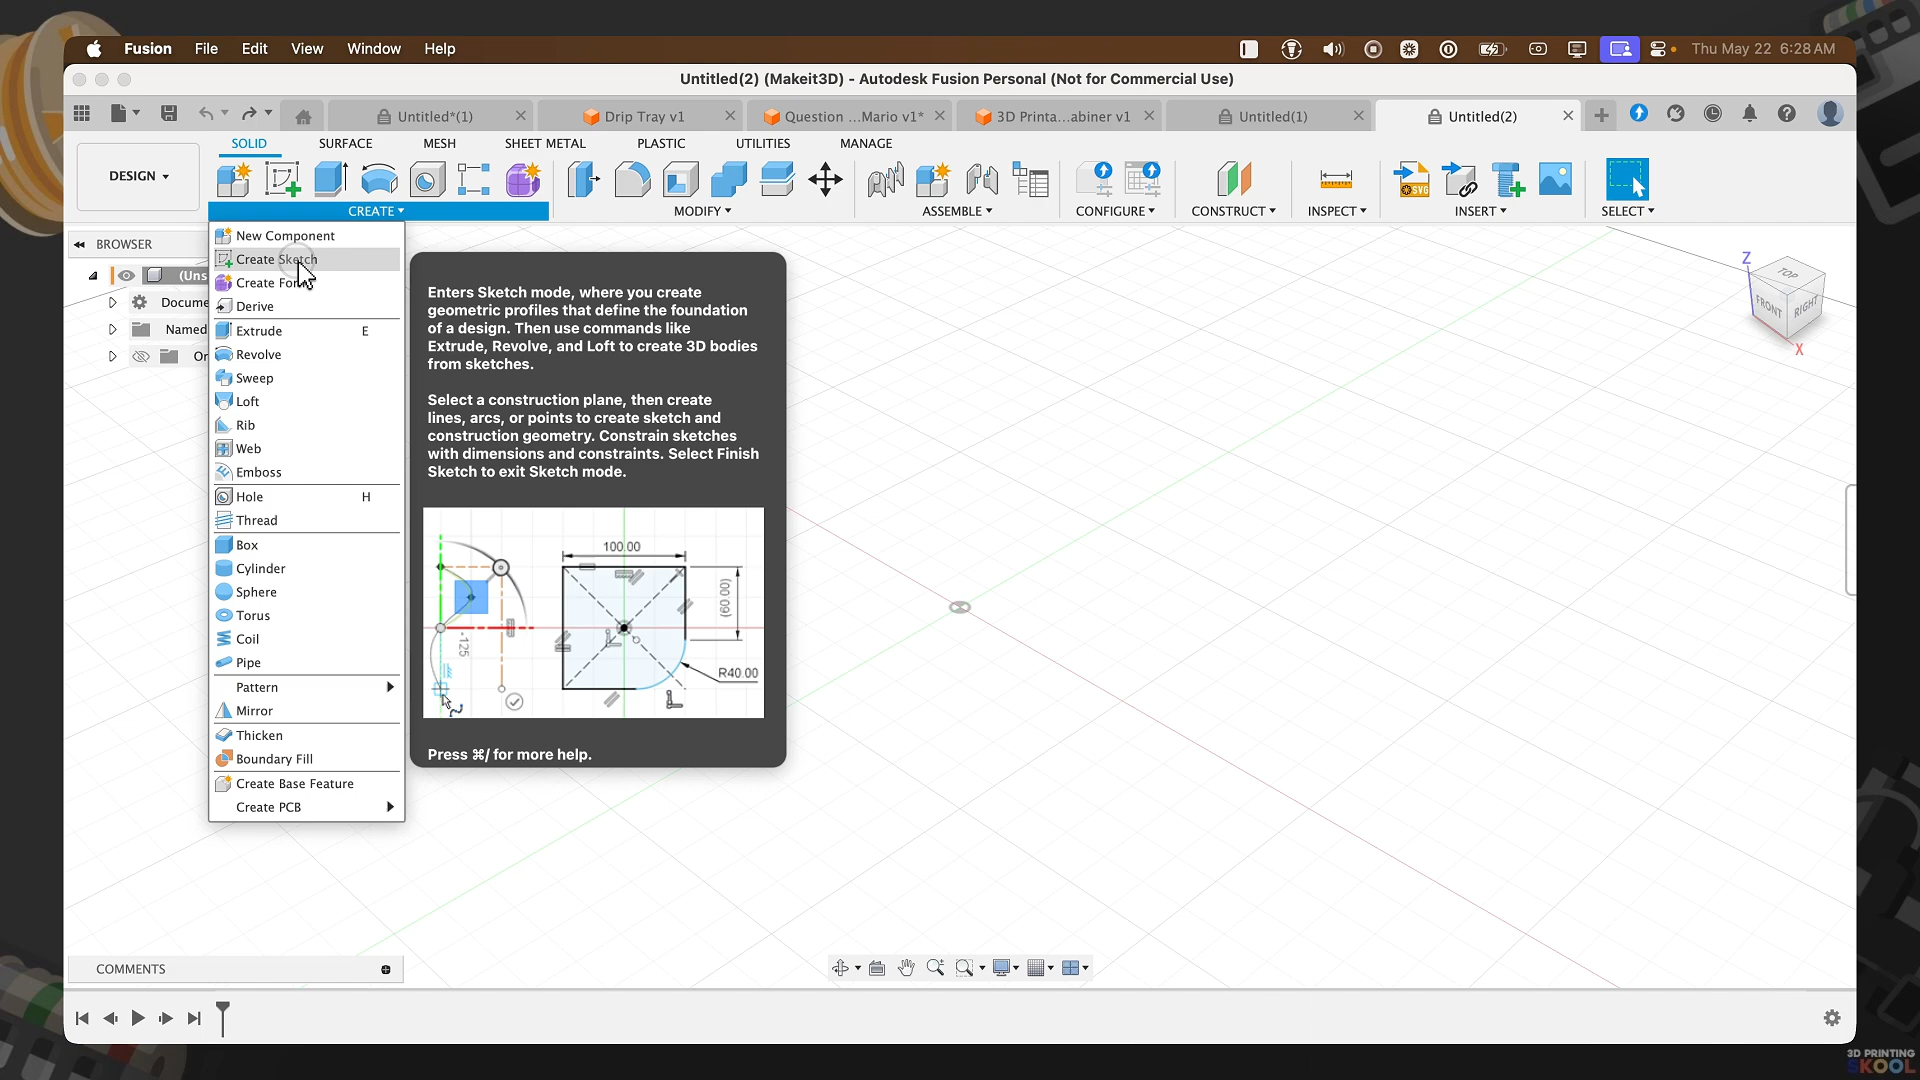 Fusion File Edit View Window Help
Thu May 22 6:28 AM
Untitled(2) (Makeit3D) - Autodesk Fusion Personal (Not for Commercial Use)
Untitled*(1)
Drip Tray v1
Question ...Mario v1*
3D Printa...abiner v1
Untitled(1)
Untitled(2)
SOLID SURFACE MESH SHEET METAL PLASTIC UTILITIES MANAGE
DESIGN
SVG
CREATE MODIFY ASSEMBLE CONFIGURE CONSTRUCT INSPECT INSERT SELECT
BROWSER
(Uns
Docume
Named
Or
New Component
Create Sketch
Create For
Derive
Extrude E
Revolve
Sweep
Loft
Rib
Web
Emboss
Hole H
Thread
Box
Cylinder
Sphere
Torus
Coil
Pipe
Pattern
Mirror
Thicken
Boundary Fill
Create Base Feature
Create PCB
Enters Sketch mode, where you create
geometric profiles that define the foundation
of a design. Then use commands like
Extrude, Revolve, and Loft to create 3D bodies
from sketches.
Select a construction plane, then create
lines, arcs, or points to create sketch and
construction geometry. Constrain sketches
with dimensions and constraints. Select Finish
Sketch to exit Sketch mode.
100.00
(60.00)
-125
R40.00
Press ⌘/ for more help.
Z
TOP
FRONT
RIGHT
X
COMMENTS
3D PRINTING
SKOOL